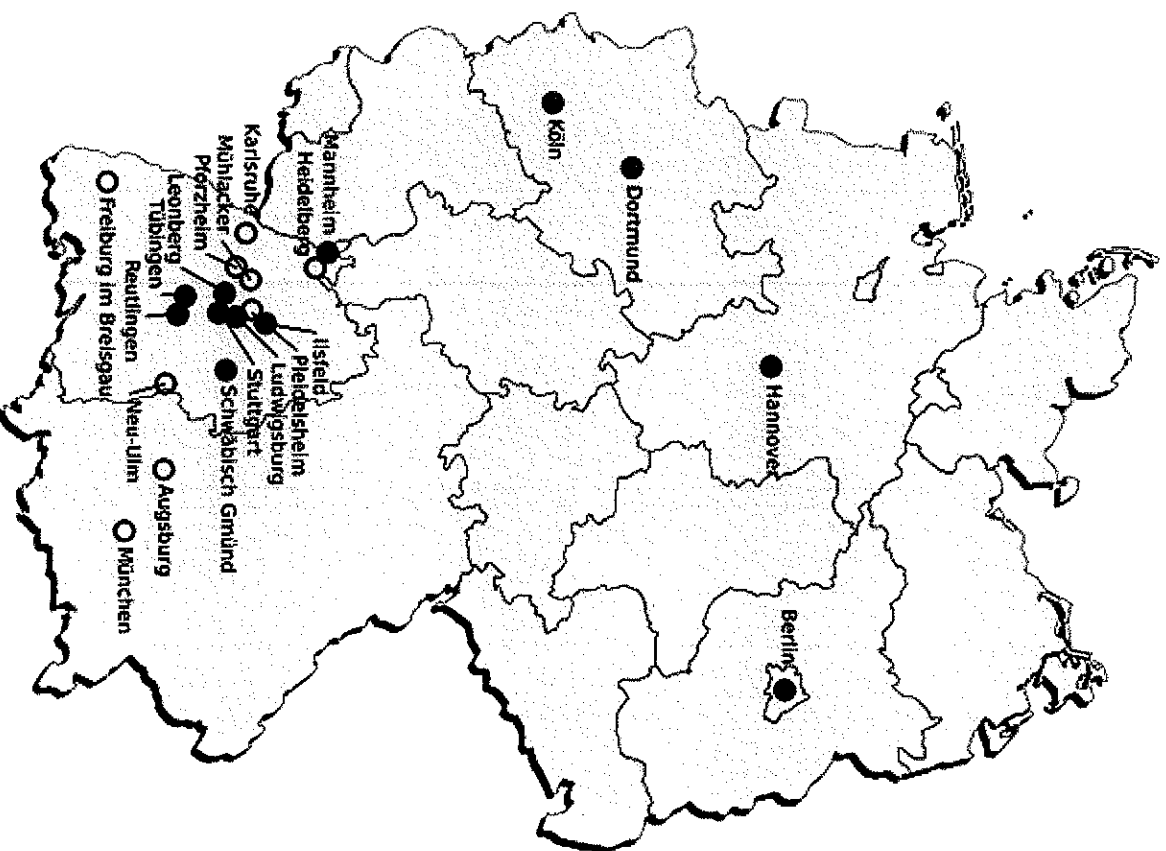 Hannover
Berlin
Dortmund
Köln
Mannheim
Heidelberg
Karlsruhe
Mühlacker
Pforzheim
Leonberg
Tübingen
Reutlingen
Freiburg im Breisgau
Ilsfeld
Pleidelsheim
Ludwigsburg
Stuttgart
Schwäbisch Gmünd
Neu-Ulm
Augsburg
München